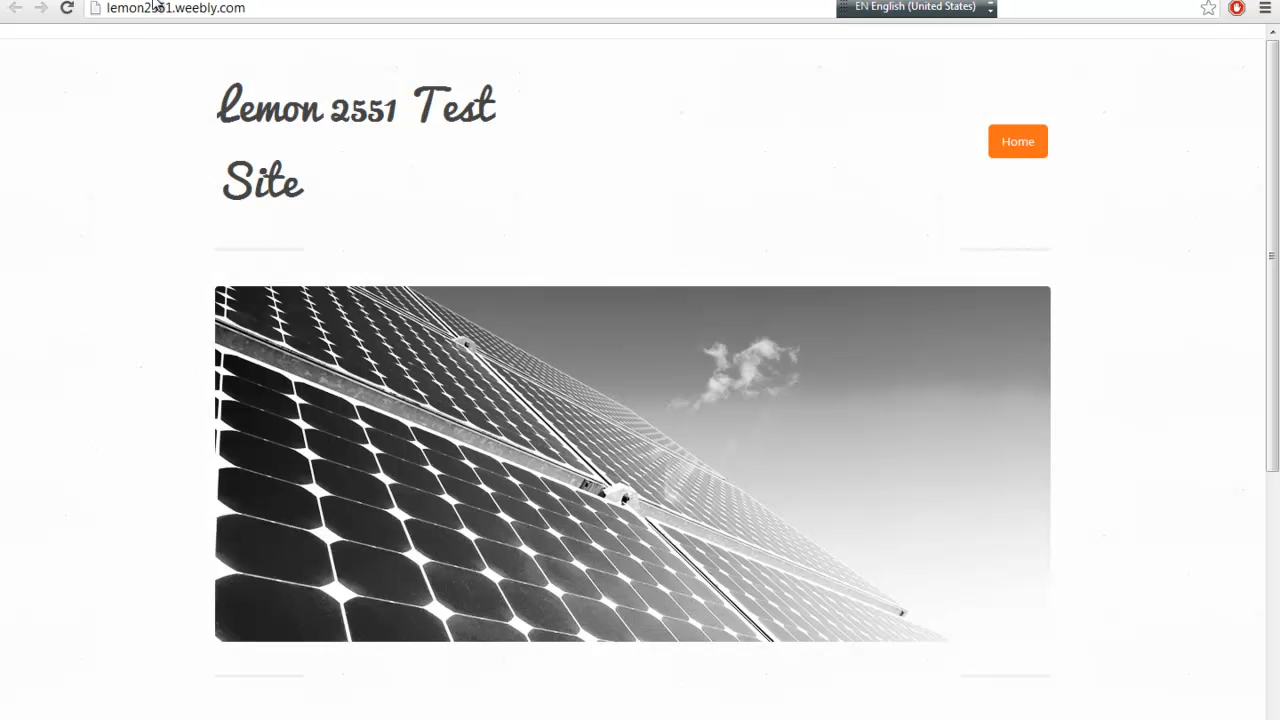 lemon2551.weebly.com
EN English (United States)
Lemon 2551 Test
Site
Home